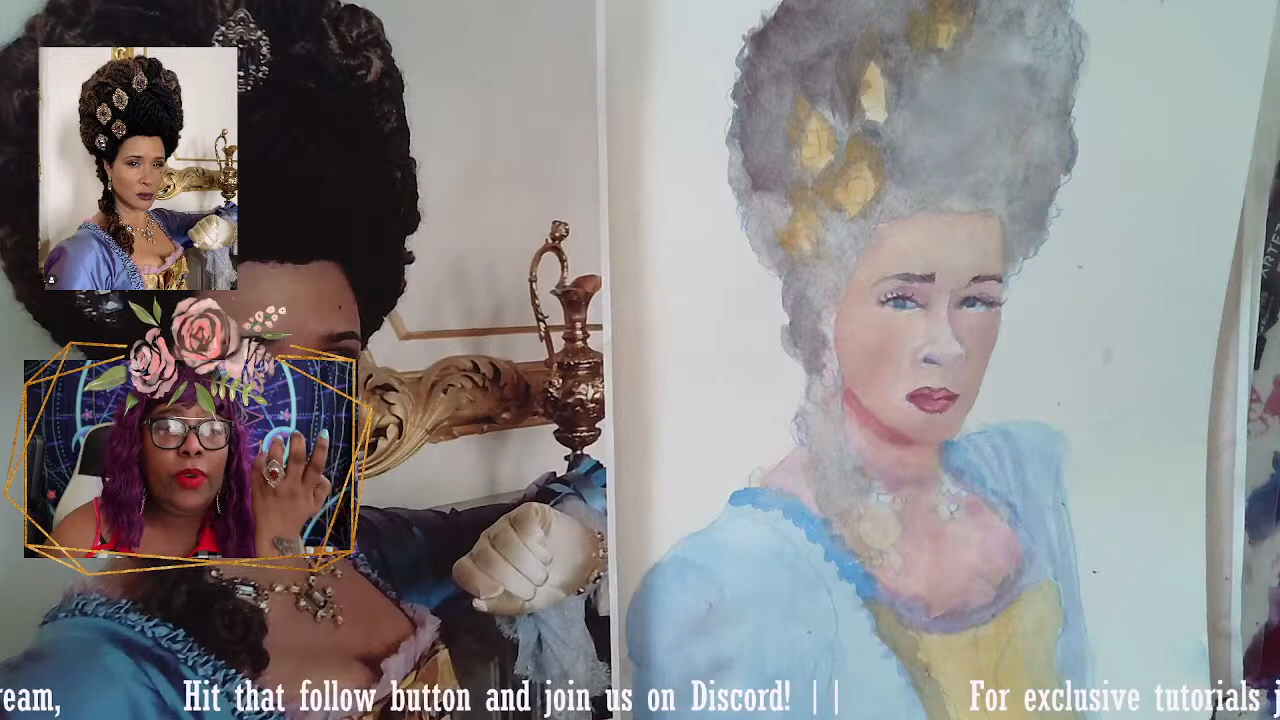 ream, Hit that follow button and join us on Discord! || For exclusive tutorials j